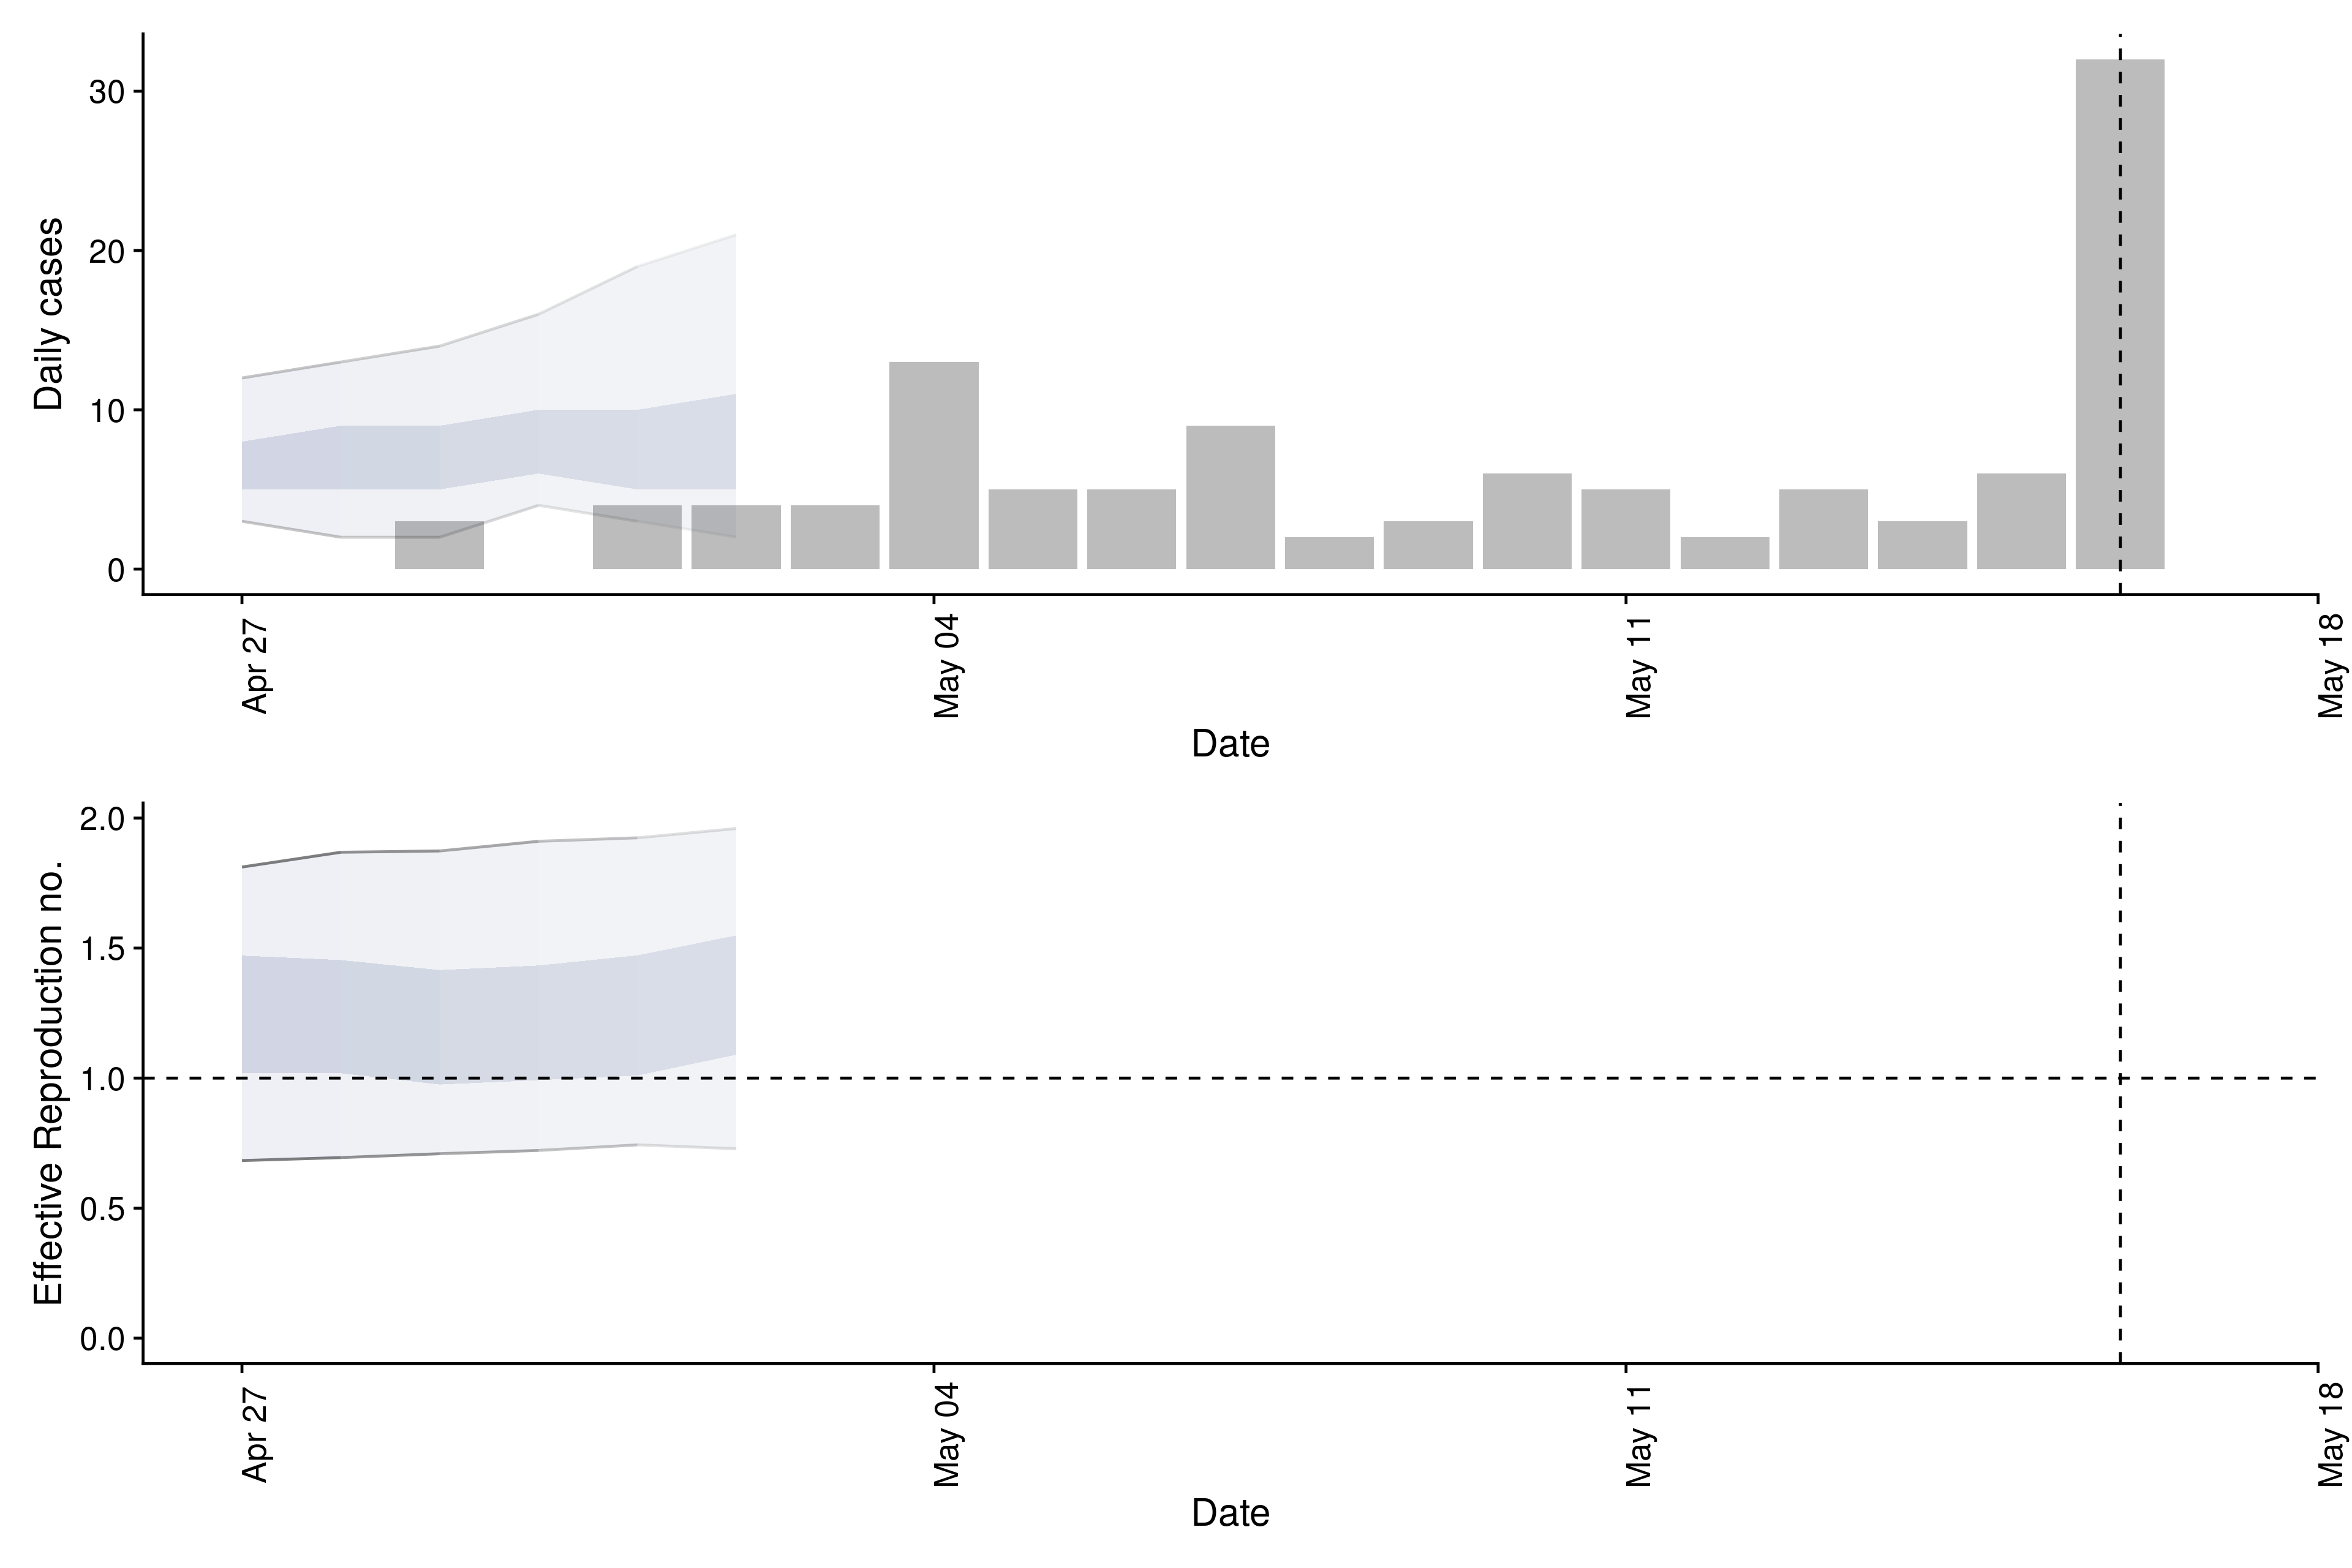 Daily cases
30
20
10
0
Apr 27
May 04
May 11
May 18
Date
Effective Reproduction no.
2.0
1.5
1.0
0.5
0.0
Apr 27
May 04
May 11
May 18
Date